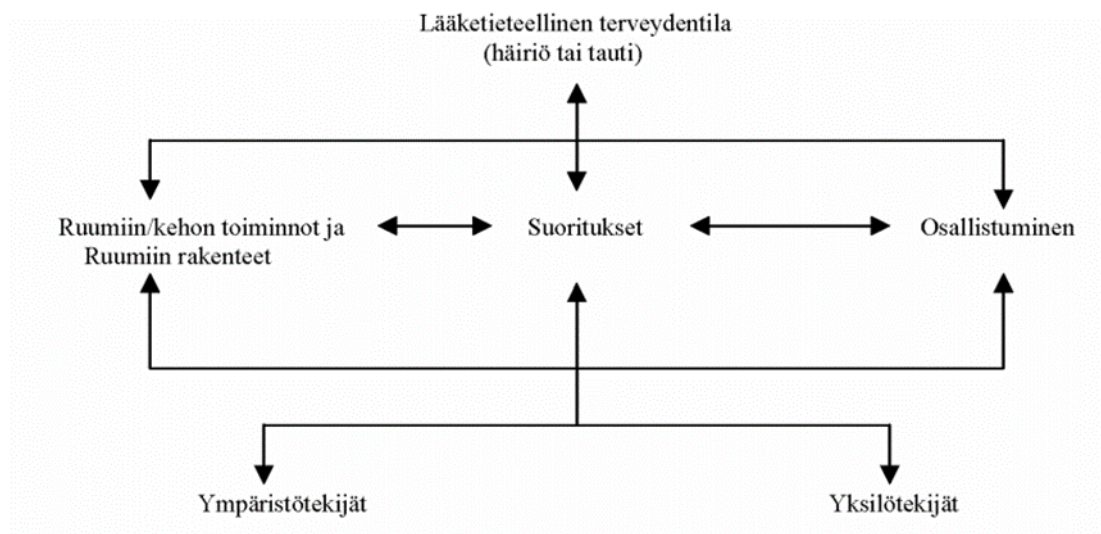 Lääketieteellinen terveydentila
(häiriö tai tauti)
Ruumiin/kehon toiminnot ja
Ruumiin rakenteet
Suoritukset
Osallistuminen
Ympäristötekijät
Yksilötekijät